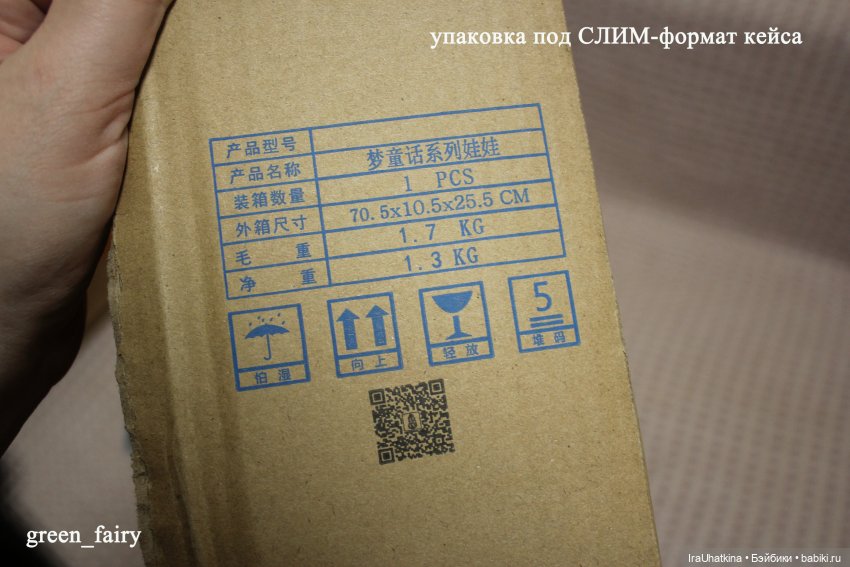 упаковка под СЛИМ-формат кейса
产品型号
产品名称 梦童话系列娃娃
装箱数量 1 PCS
外箱尺寸 70.5x10.5x25.5 CM
毛 重 1.7 KG
净 重 1.3 KG
5
怕 湿 向 上 轻 放 堆 码
green_fairy
IraUhatkina • Бэйбики • babiki.ru